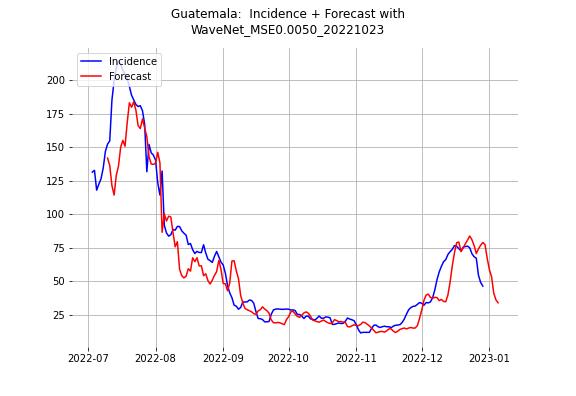 Guatemala:  Incidence + Forecast with
WaveNet_MSE0.0050_20221023
Incidence
Forecast
200
175
150
125
100
75
50
25
2022-07 2022-08 2022-09 2022-10 2022-11 2022-12 2023-01